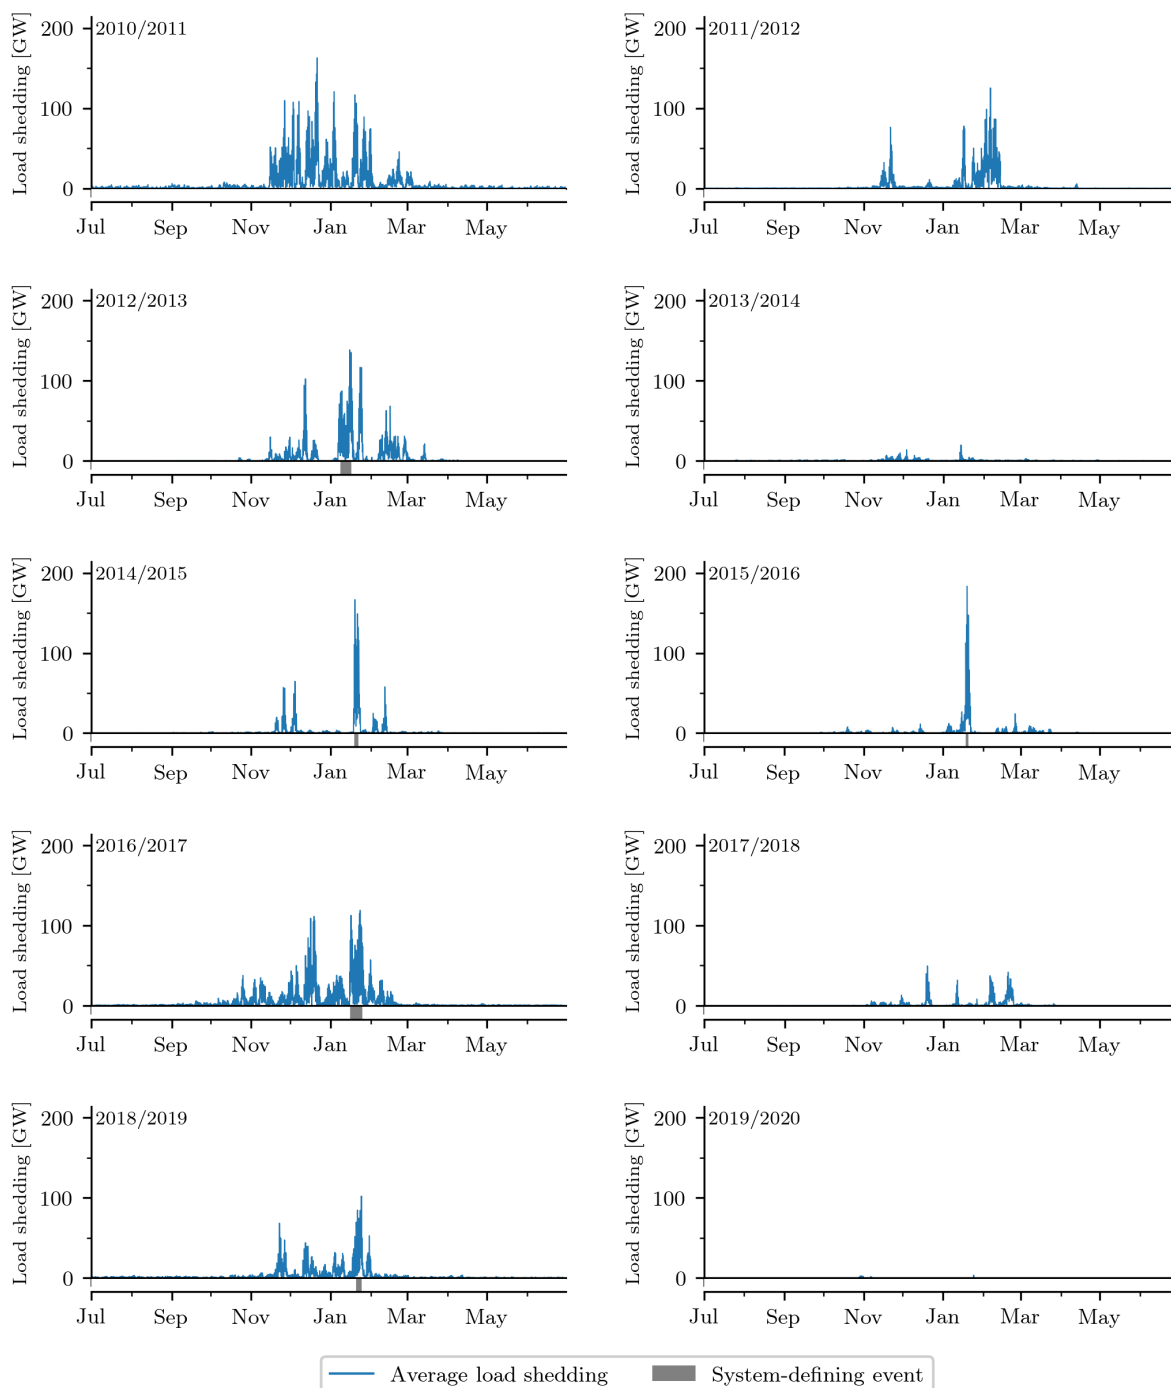 Load shedding [GW]
200
100
0
2010/2011
Jul Sep Nov Jan Mar May
Load shedding [GW]
200
100
0
2011/2012
Jul Sep Nov Jan Mar May
Load shedding [GW]
200
100
0
2012/2013
Jul Sep Nov Jan Mar May
Load shedding [GW]
200
100
0
2013/2014
Jul Sep Nov Jan Mar May
Load shedding [GW]
200
100
0
2014/2015
Jul Sep Nov Jan Mar May
Load shedding [GW]
200
100
0
2015/2016
Jul Sep Nov Jan Mar May
Load shedding [GW]
200
100
0
2016/2017
Jul Sep Nov Jan Mar May
Load shedding [GW]
200
100
0
2017/2018
Jul Sep Nov Jan Mar May
Load shedding [GW]
200
100
0
2018/2019
Jul Sep Nov Jan Mar May
Load shedding [GW]
200
100
0
2019/2020
Jul Sep Nov Jan Mar May
Average load shedding
System-defining event